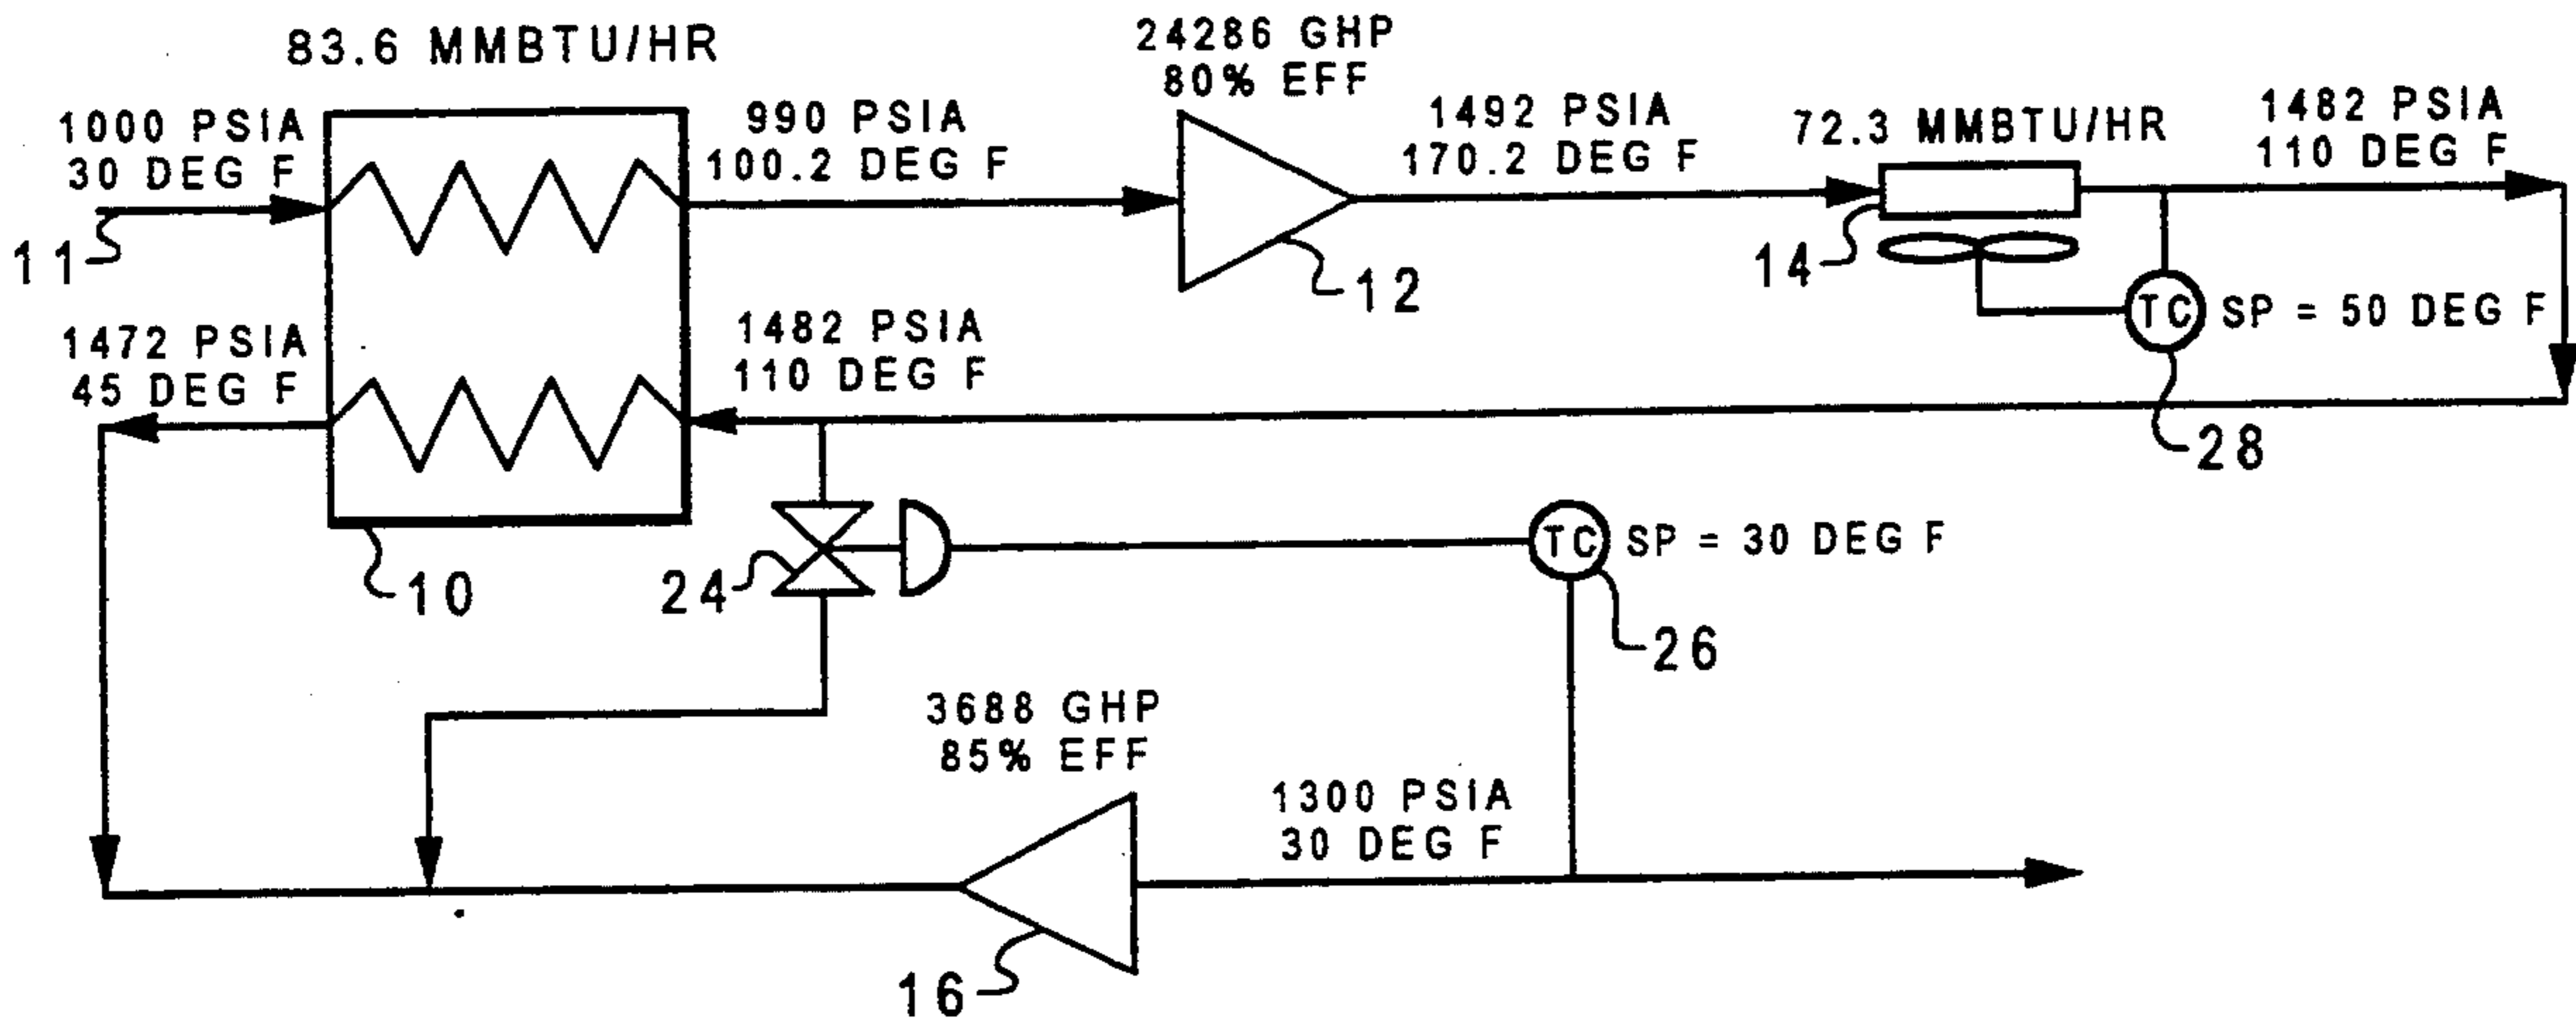 83.6 MMBTU/HR
24286 GHP
80% EFF
1000 PSIA
30 DEG F
990 PSIA
100.2 DEG F
1492 PSIA
170.2 DEG F
72.3 MMBTU/HR
1482 PSIA
110 DEG F
11
12
14
TC
SP = 50 DEG F
1472 PSIA
45 DEG F
1482 PSIA
110 DEG F
28
10
24
TC
SP = 30 DEG F
26
3688 GHP
85% EFF
1300 PSIA
30 DEG F
16